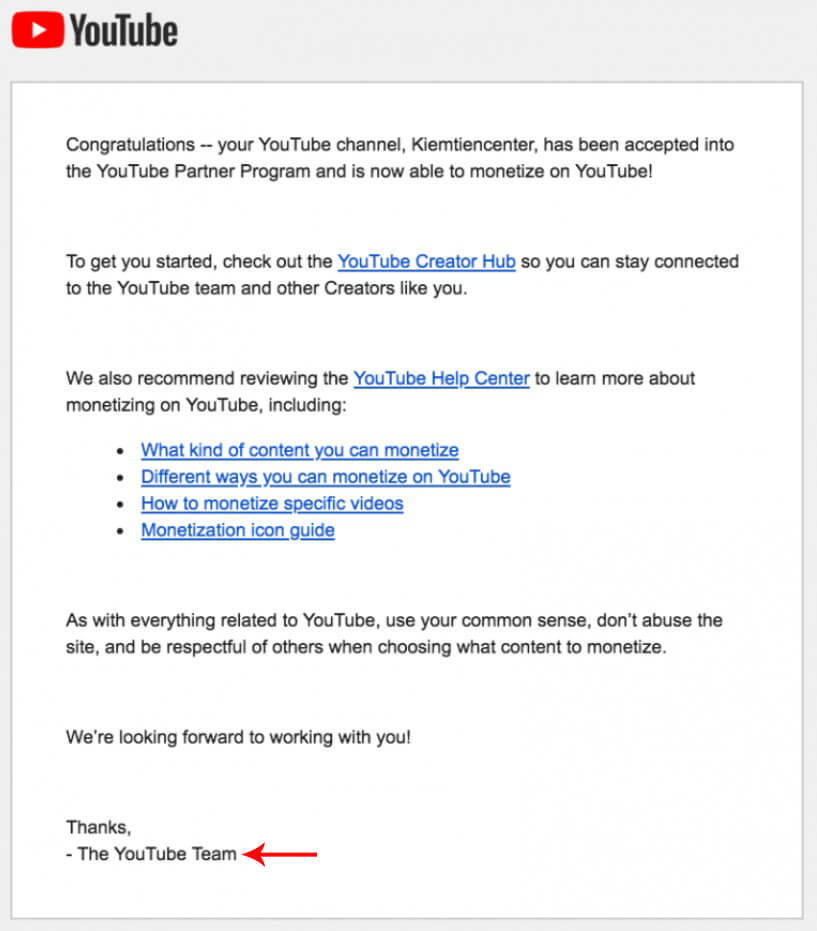 YouTube
Congratulations -- your YouTube channel, Kiemtiencenter, has been accepted into
the YouTube Partner Program and is now able to monetize on YouTube!
To get you started, check out the YouTube Creator Hub so you can stay connected
to the YouTube team and other Creators like you.
We also recommend reviewing the YouTube Help Center to learn more about
monetizing on YouTube, including:
• What kind of content you can monetize
• Different ways you can monetize on YouTube
• How to monetize specific videos
• Monetization icon guide
As with everything related to YouTube, use your common sense, don’t abuse the
site, and be respectful of others when choosing what content to monetize.
We’re looking forward to working with you!
Thanks,
- The YouTube Team